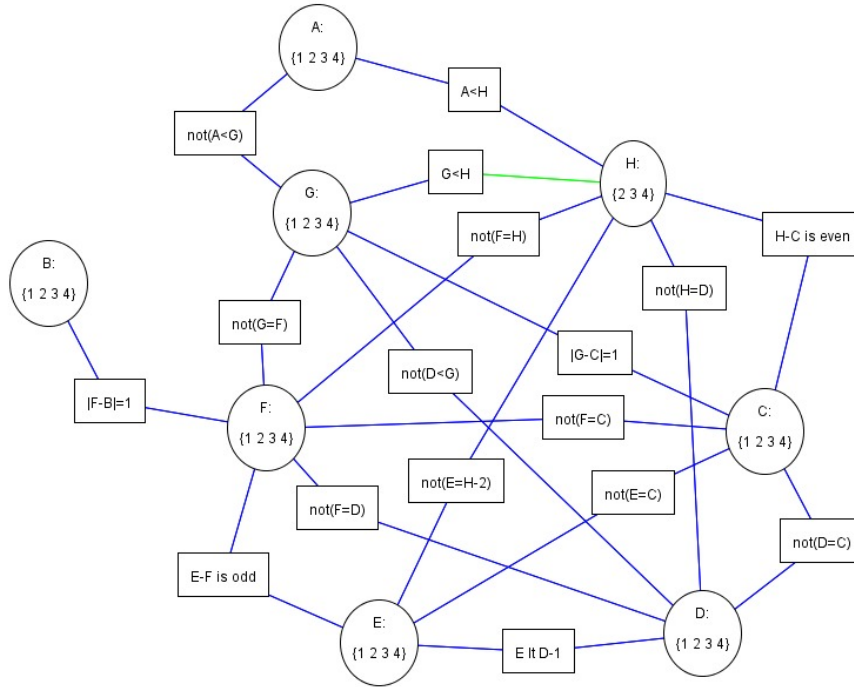 A:
{1 2 3 4}
A<H
not(A<G)
H:
{2 3 4}
G<H
G:
{1 2 3 4}
not(F=H)
H-C is even
B:
{1 2 3 4}
not(H=D)
not(G=F)
|G-C|=1
not(D<G)
|F-B|=1
F:
{1 2 3 4}
not(F=C)
C:
{1 2 3 4}
not(E=H-2)
not(E=C)
not(F=D)
not(D=C)
E-F is odd
E:
{1 2 3 4}
E lt D-1
D:
{1 2 3 4}